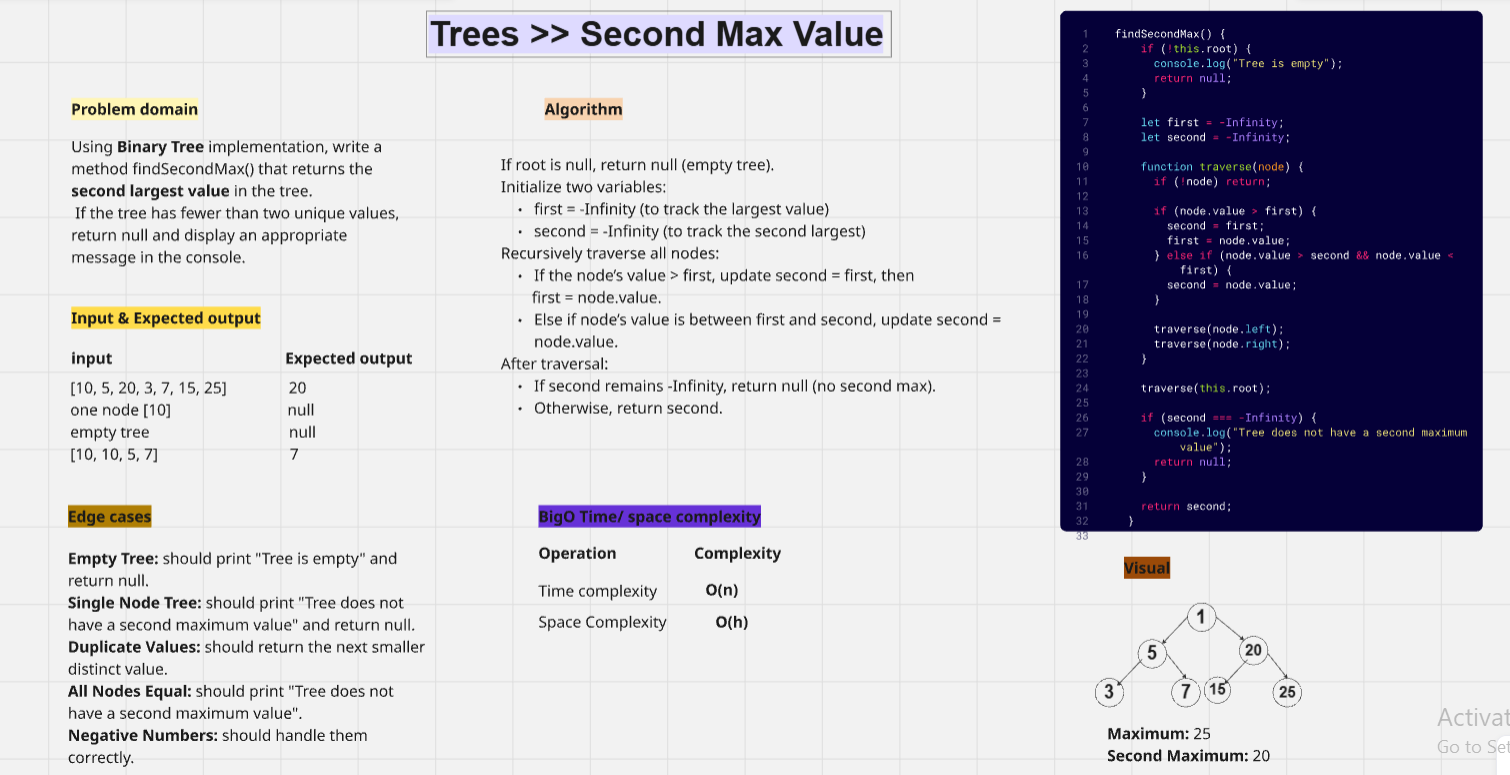 Trees >> Second Max Value
Problem domain
Using Binary Tree implementation, write a
method findSecondMax() that returns the
second largest value in the tree.
If the tree has fewer than two unique values,
return null and display an appropriate
message in the console.
Input & Expected output
input Expected output
[10, 5, 20, 3, 7, 15, 25] 20
one node [10] null
empty tree null
[10, 10, 5, 7] 7
Edge cases
Empty Tree: should print "Tree is empty" and
return null.
Single Node Tree: should print "Tree does not
have a second maximum value" and return null.
Duplicate Values: should return the next smaller
distinct value.
All Nodes Equal: should print "Tree does not
have a second maximum value".
Negative Numbers: should handle them
correctly.
Algorithm
If root is null, return null (empty tree).
Initialize two variables:
• first = -Infinity (to track the largest value)
• second = -Infinity (to track the second largest)
Recursively traverse all nodes:
• If the node’s value > first, update second = first, then
first = node.value.
• Else if node’s value is between first and second, update second =
node.value.
After traversal:
• If second remains -Infinity, return null (no second max).
• Otherwise, return second.
BigO Time/ space complexity
Operation Complexity
Time complexity O(n)
Space Complexity O(h)
1 findSecondMax() {
2 if (!this.root) {
3 console.log("Tree is empty");
4 return null;
5 }
6
7 let first = -Infinity;
8 let second = -Infinity;
9
10 function traverse(node) {
11 if (!node) return;
12
13 if (node.value > first) {
14 second = first;
15 first = node.value;
16 } else if (node.value > second && node.value <
first) {
17 second = node.value;
18 }
19
20 traverse(node.left);
21 traverse(node.right);
22 }
23
24 traverse(this.root);
25
26 if (second === -Infinity) {
27 console.log("Tree does not have a second maximum
value");
28 return null;
29 }
30
31 return second;
32 }
33
Visual
1
5 20
3 7 15 25
Maximum: 25
Second Maximum: 20
Activat
Go to Set